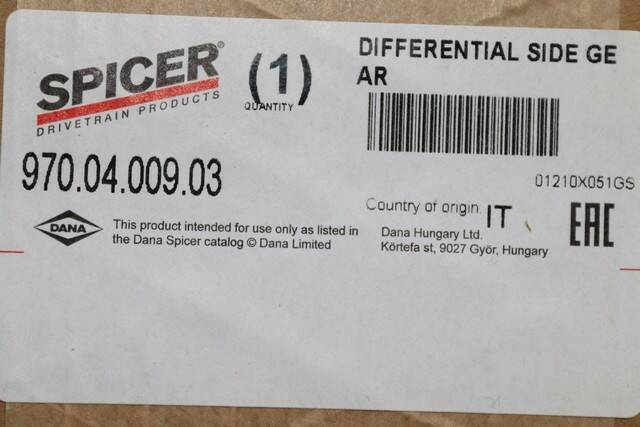 SPICER®
DRIVETRAIN PRODUCTS
(1)
QUANTITY
DIFFERENTIAL SIDE GE
AR
970.04.009.03
01210X051GS
DANA
This product intended for use only as listed in
the Dana Spicer catalog © Dana Limited
Country of origin IT
Dana Hungary Ltd.
Körtefa st, 9027 Györ, Hungary
EAC